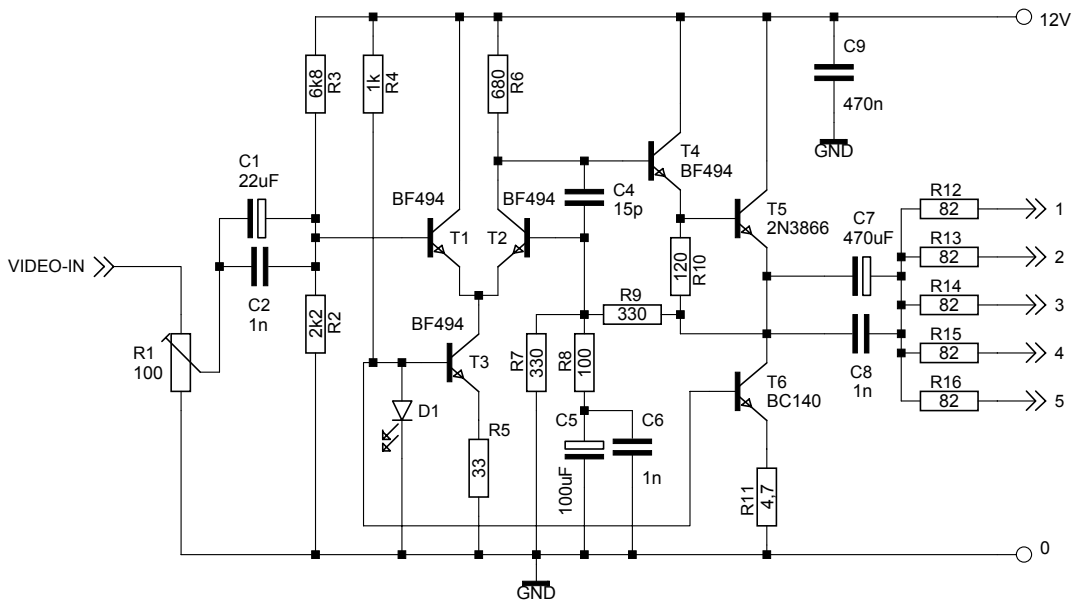 12V
C9
470n
GND
6k8
R3
1k
R4
680
R6
C1
22uF
BF494
BF494
C4
15p
T4
BF494
T5
2N3866
C7
470uF
R12
82
1
R13
82
2
R14
82
3
R15
82
4
R16
82
5
T1
T2
VIDEO-IN
C2
1n
2k2
R2
120
R10
R9
330
BF494
T3
R1
100
R7
330
R8
100
C8
1n
T6
BC140
D1
R5
33
C5
100uF
C6
1n
R11
4,7
0
GND